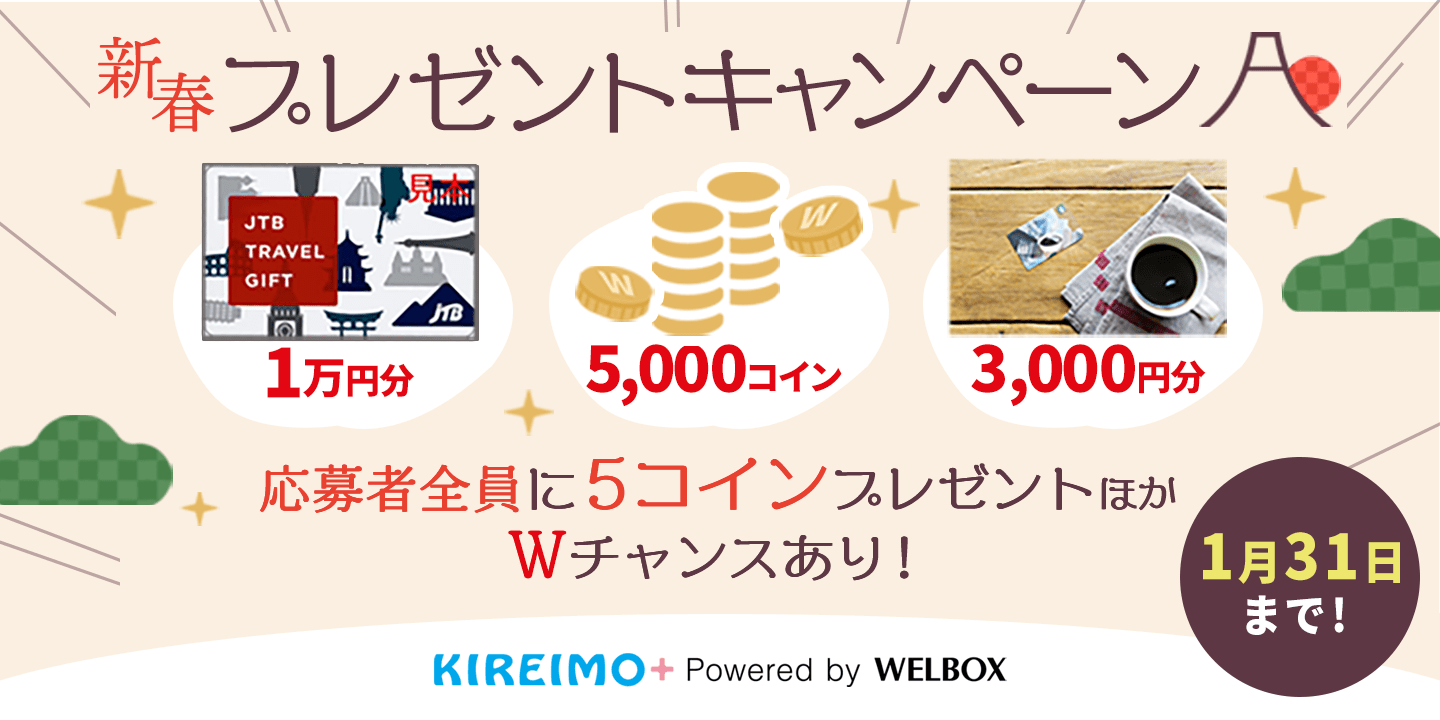 新春プレゼントキャンペーン
見本
JTB
TRAVEL
GIFT
JTB
W
W
1万円分
5,000コイン
3,000円分
応募者全員に5コインプレゼントほか
Wチャンスあり!
1月31日
まで!
KIREIMO+ Powered by WELBOX